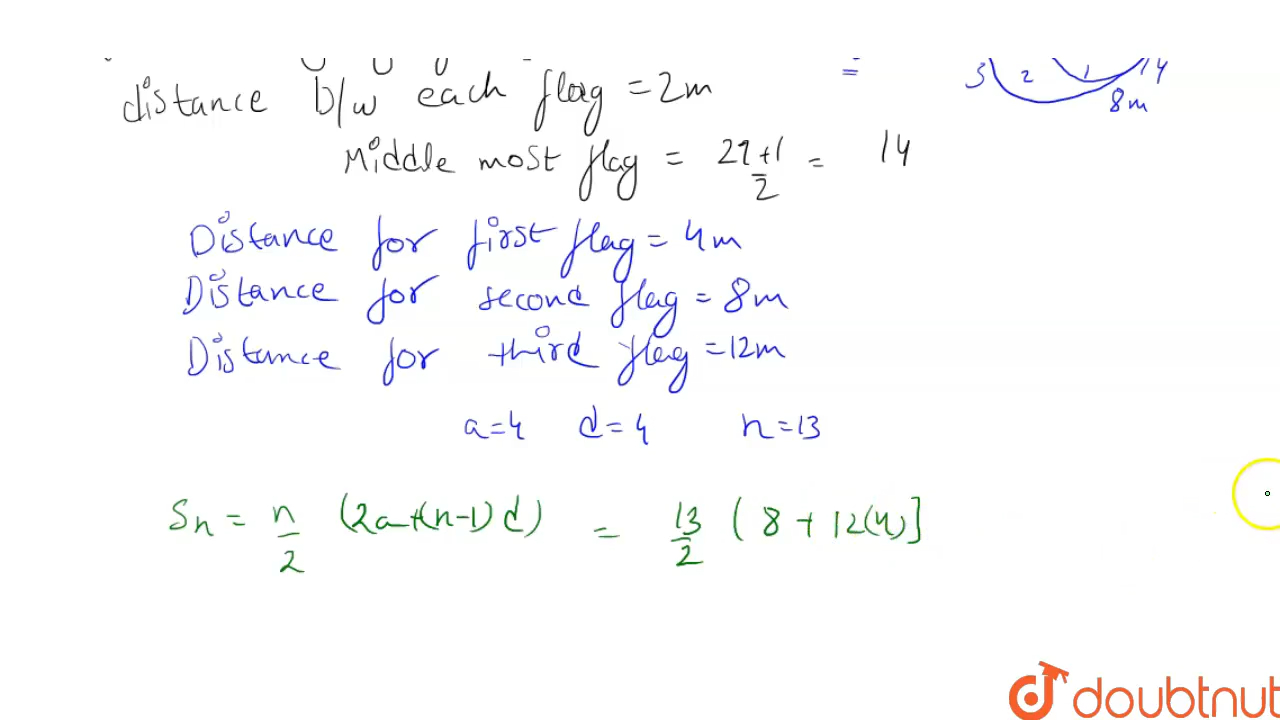 distance b/w each flag = 2m
3 2 1 14
8m
Middle most flag = 27+1/2 = 14
Distance for first flag = 4m
Distance for second flag = 8m
Distance for third flag = 12m
a=4 d=4 n=13
Sn = n/2 (2a+(n-1)d) = 13/2 (8+12(4)]
doubtnut